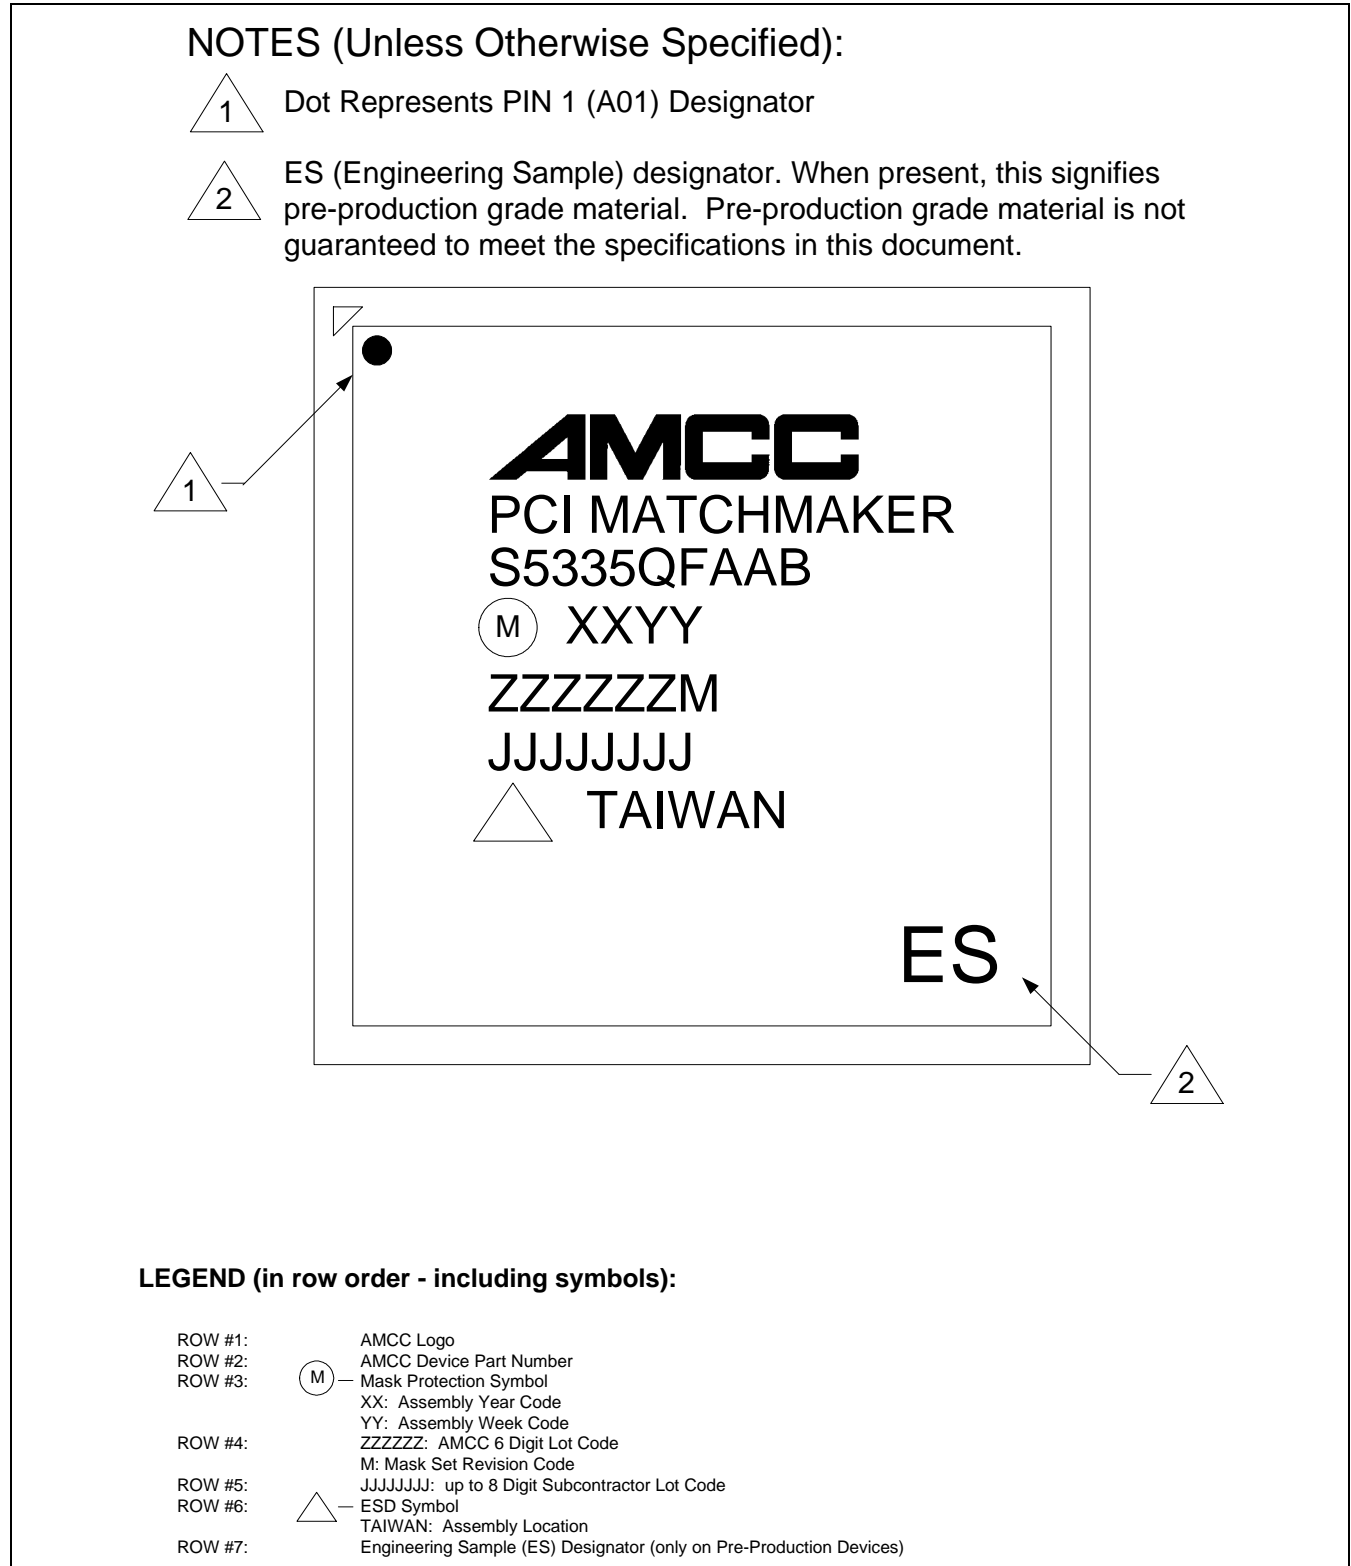 NOTES (Unless Otherwise Specified):
1 Dot Represents PIN 1 (A01) Designator
2 ES (Engineering Sample) designator. When present, this signifies
pre-production grade material. Pre-production grade material is not
guaranteed to meet the specifications in this document.
AMCC
PCI MATCHMAKER
S5335QFAAB
M XXYY
ZZZZZZM
JJJJJJJJ
TAIWAN
1
ES
2
LEGEND (in row order - including symbols):
ROW #1: AMCC Logo
ROW #2: AMCC Device Part Number
ROW #3: M Mask Protection Symbol
XX: Assembly Year Code
YY: Assembly Week Code
ROW #4: ZZZZZZ: AMCC 6 Digit Lot Code
M: Mask Set Revision Code
ROW #5: JJJJJJJJ: up to 8 Digit Subcontractor Lot Code
ROW #6: ESD Symbol
TAIWAN: Assembly Location
ROW #7: Engineering Sample (ES) Designator (only on Pre-Production Devices)